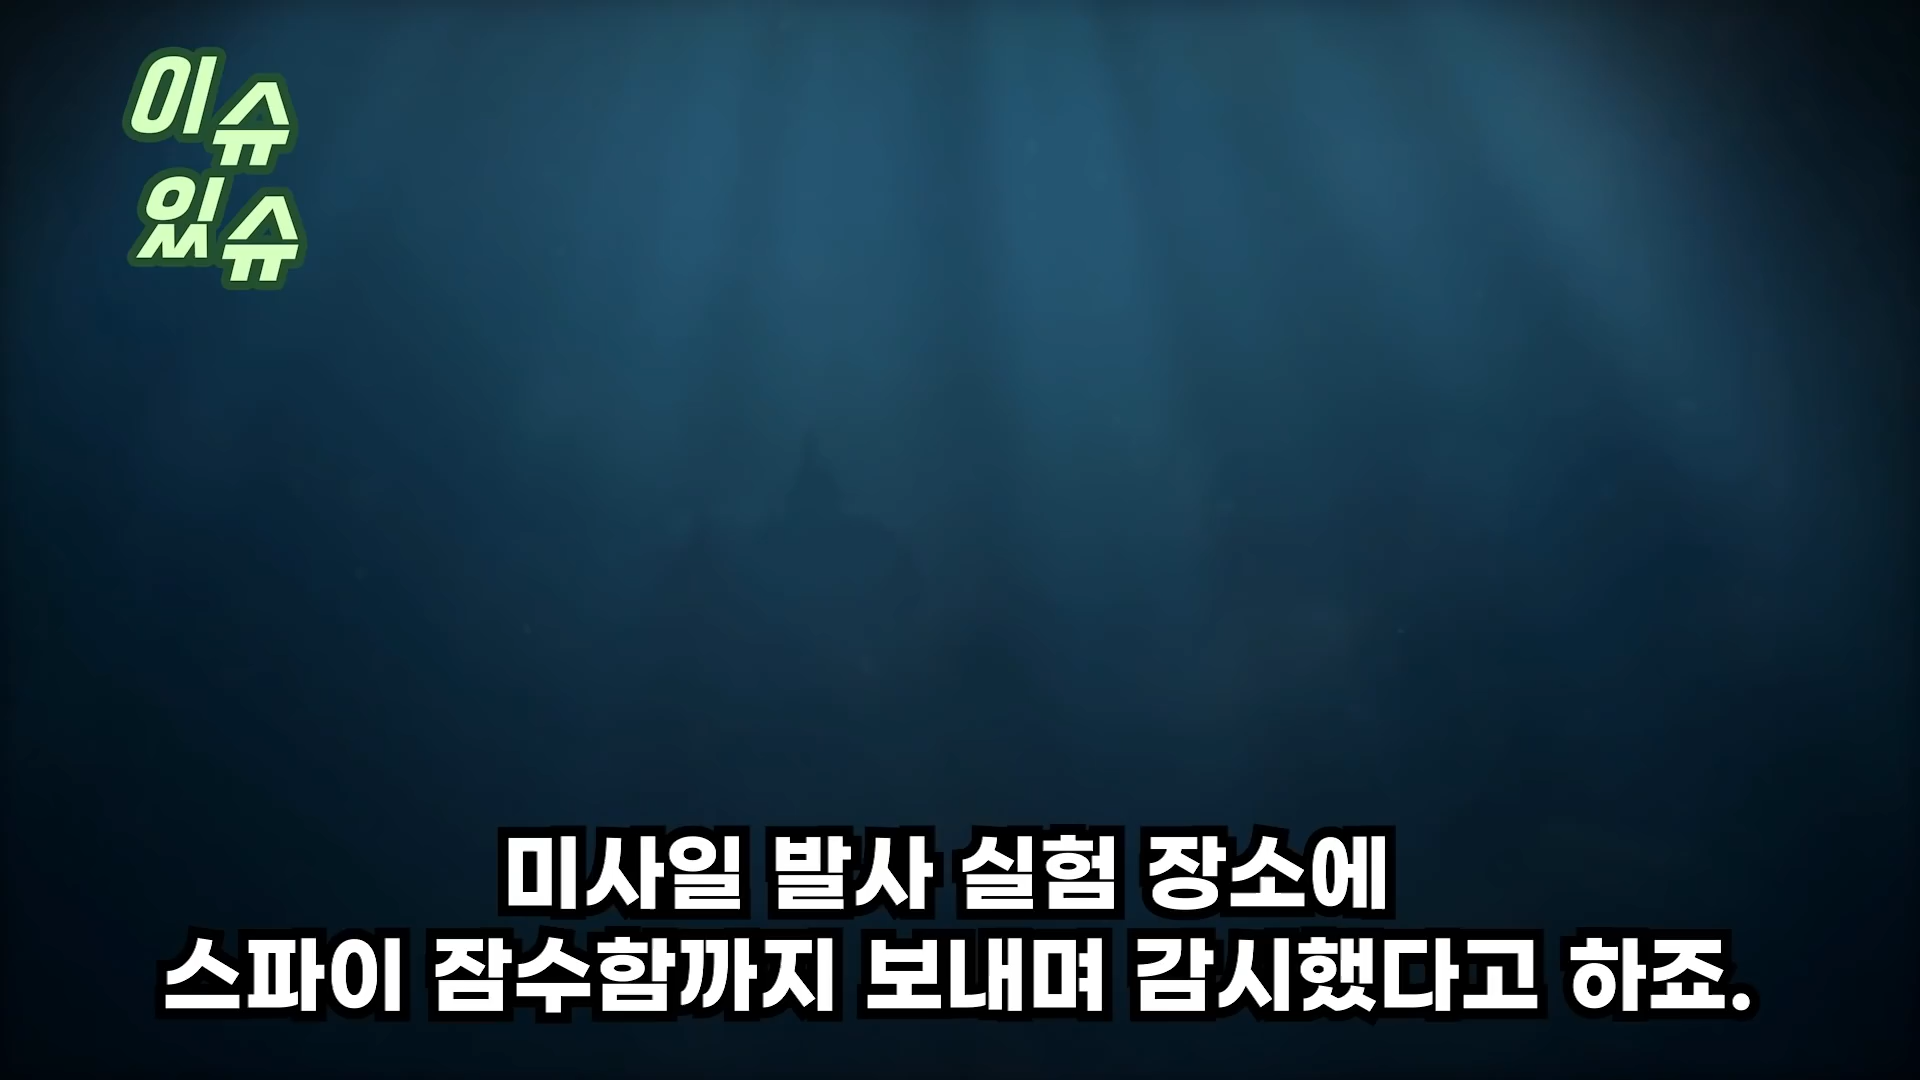 이슈
있슈
미사일 발사 실험 장소에
스파이 잠수함까지 보내며 감시했다고 하죠.